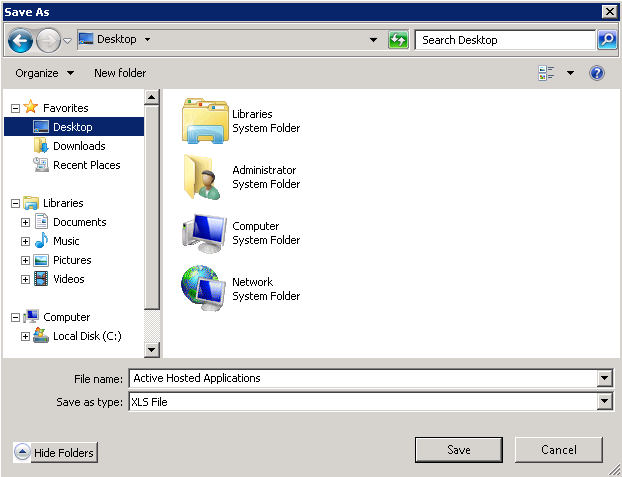 Save As
Desktop
Search Desktop
Organize
New folder
?
Favorites
Desktop
Downloads
Recent Places
Libraries
Documents
Music
Pictures
Videos
Computer
Local Disk (C:)
Libraries
System Folder
Administrator
System Folder
Computer
System Folder
Network
System Folder
File name: Active Hosted Applications
Save as type: XLS File
Hide Folders
Save
Cancel